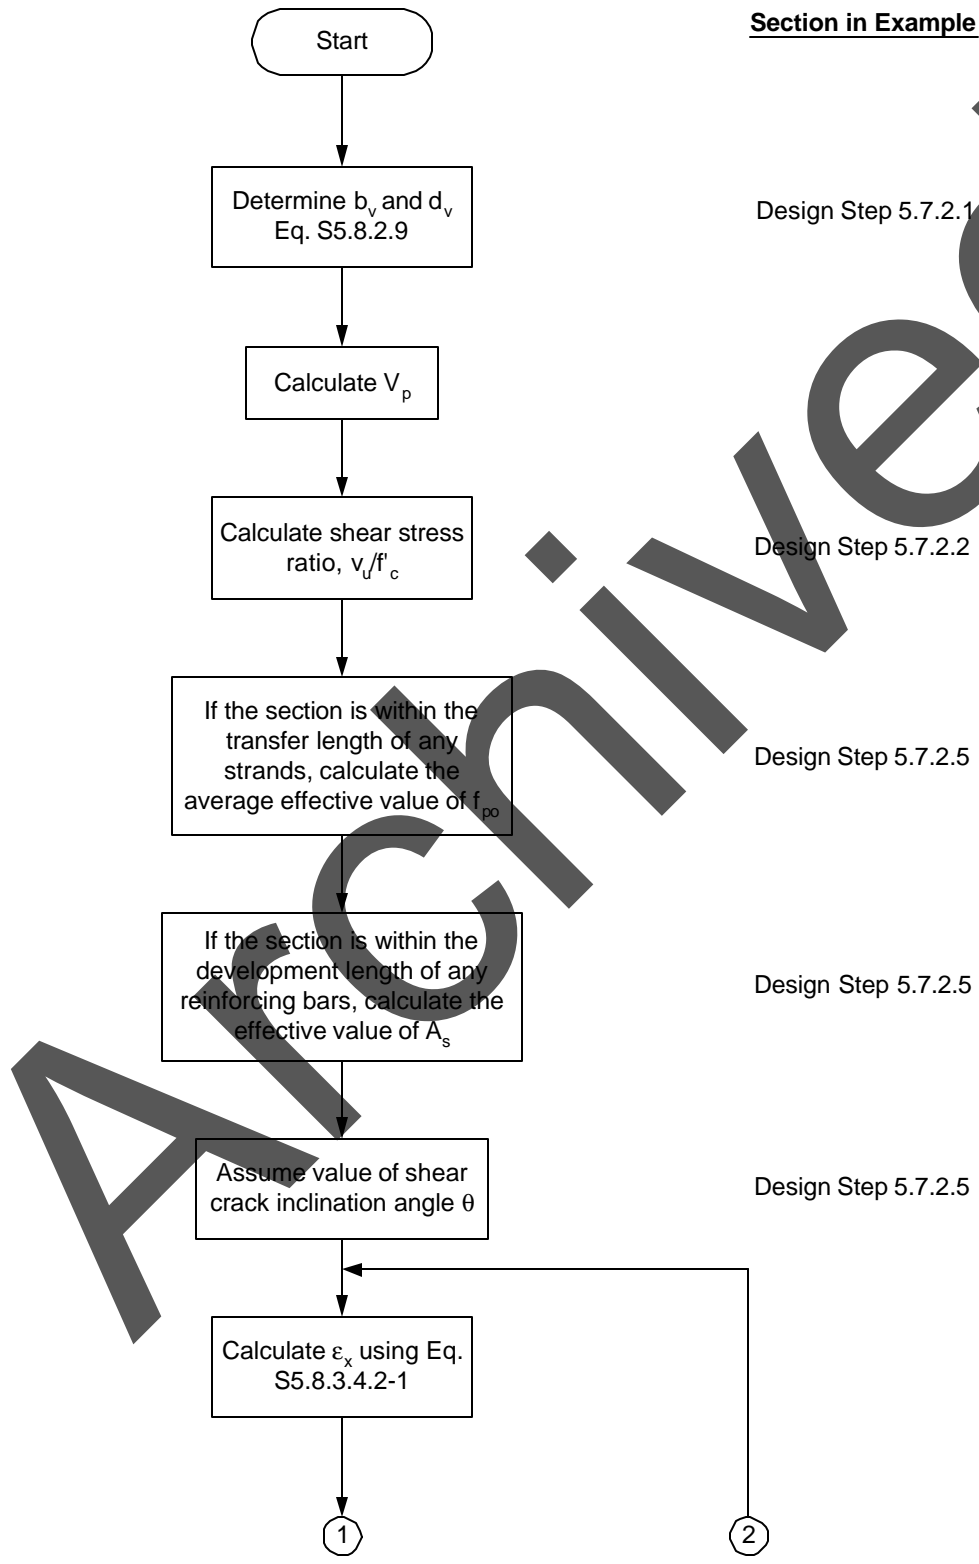 Section in Example
Start
Determine b_v and d_v
Eq. S5.8.2.9
Design Step 5.7.2.1
Calculate V_p
Calculate shear stress
ratio, v_u/f'_c
Design Step 5.7.2.2
If the section is within the
transfer length of any
strands, calculate the
average effective value of f_po
Design Step 5.7.2.5
If the section is within the
development length of any
reinforcing bars, calculate the
effective value of A_s
Design Step 5.7.2.5
Assume value of shear
crack inclination angle θ
Design Step 5.7.2.5
Calculate ε_x using Eq.
S5.8.3.4.2-1
1
2
Archive